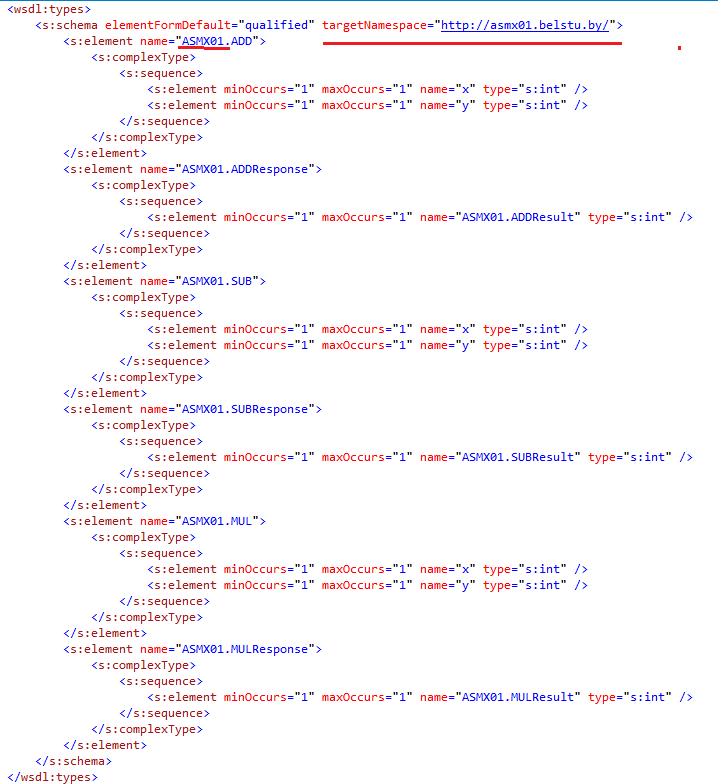 <wsdl:types>
<s:schema elementFormDefault="qualified" targetNamespace="http://asmx01.belstu.by/">
<s:element name="ASMX01.ADD">
<s:complexType>
<s:sequence>
<s:element minOccurs="1" maxOccurs="1" name="x" type="s:int" />
<s:element minOccurs="1" maxOccurs="1" name="y" type="s:int" />
</s:sequence>
</s:complexType>
</s:element>
<s:element name="ASMX01.ADDResponse">
<s:complexType>
<s:sequence>
<s:element minOccurs="1" maxOccurs="1" name="ASMX01.ADDResult" type="s:int" />
</s:sequence>
</s:complexType>
</s:element>
<s:element name="ASMX01.SUB">
<s:complexType>
<s:sequence>
<s:element minOccurs="1" maxOccurs="1" name="x" type="s:int" />
<s:element minOccurs="1" maxOccurs="1" name="y" type="s:int" />
</s:sequence>
</s:complexType>
</s:element>
<s:element name="ASMX01.SUBResponse">
<s:complexType>
<s:sequence>
<s:element minOccurs="1" maxOccurs="1" name="ASMX01.SUBResult" type="s:int" />
</s:sequence>
</s:complexType>
</s:element>
<s:element name="ASMX01.MUL">
<s:complexType>
<s:sequence>
<s:element minOccurs="1" maxOccurs="1" name="x" type="s:int" />
<s:element minOccurs="1" maxOccurs="1" name="y" type="s:int" />
</s:sequence>
</s:complexType>
</s:element>
<s:element name="ASMX01.MULResponse">
<s:complexType>
<s:sequence>
<s:element minOccurs="1" maxOccurs="1" name="ASMX01.MULResult" type="s:int" />
</s:sequence>
</s:complexType>
</s:element>
</s:schema>
</wsdl:types>